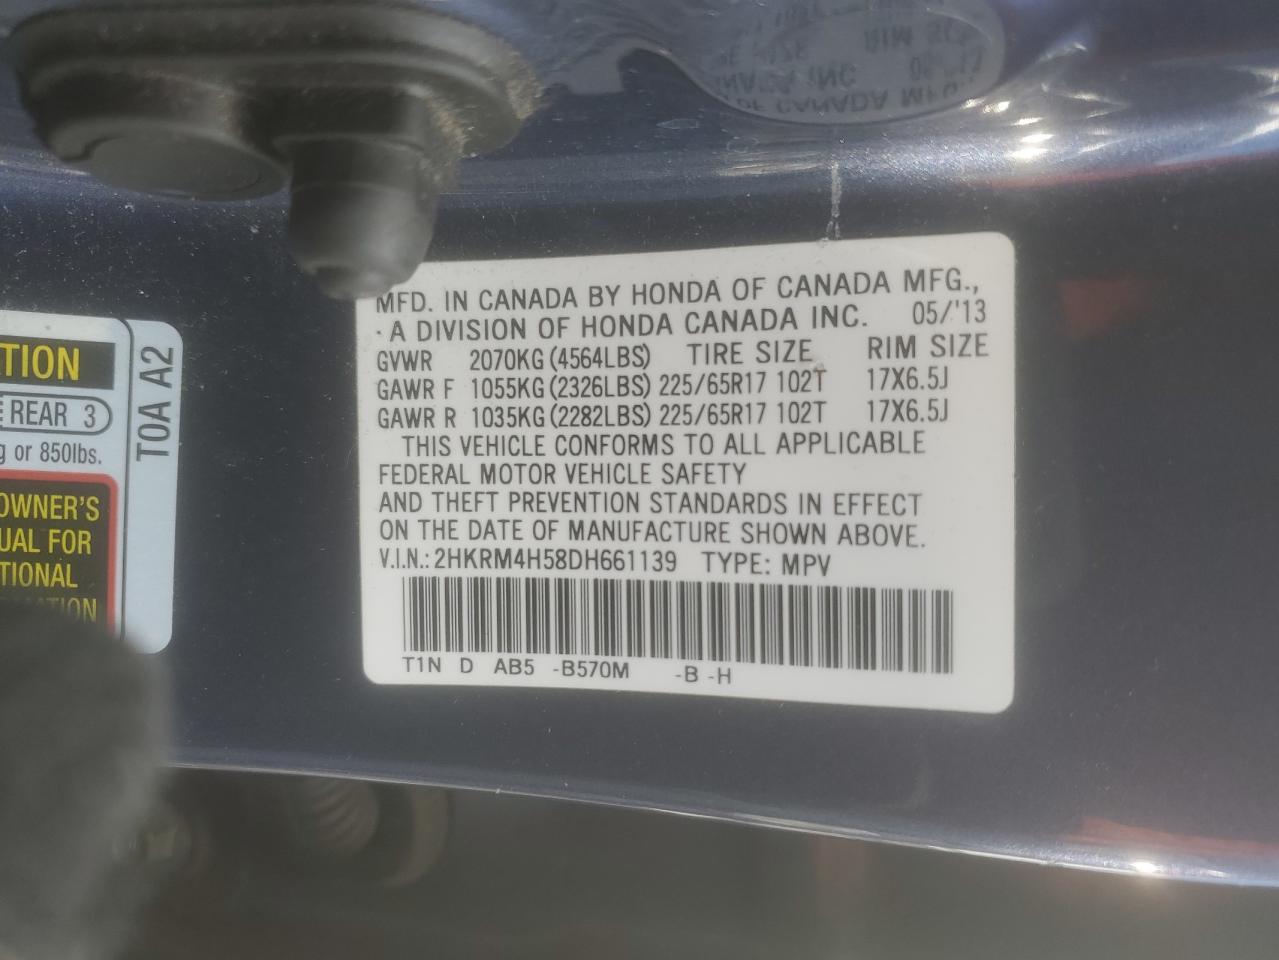 MFD. IN CANADA BY HONDA OF CANADA MFG.,
A DIVISION OF HONDA CANADA INC. 05/'13
GVWR 2070KG (4564LBS) TIRE SIZE RIM SIZE
GAWR F 1055KG (2326LBS) 225/65R17 102T 17X6.5J
GAWR R 1035KG (2282LBS) 225/65R17 102T 17X6.5J
THIS VEHICLE CONFORMS TO ALL APPLICABLE
FEDERAL MOTOR VEHICLE SAFETY
AND THEFT PREVENTION STANDARDS IN EFFECT
ON THE DATE OF MANUFACTURE SHOWN ABOVE.
V.I.N.: 2HKRM4H58DH661139 TYPE: MPV
T1N D AB5 -B570M -B -H
REAR 3
or 850lbs.
OWNER'S
FOR
T0A A2